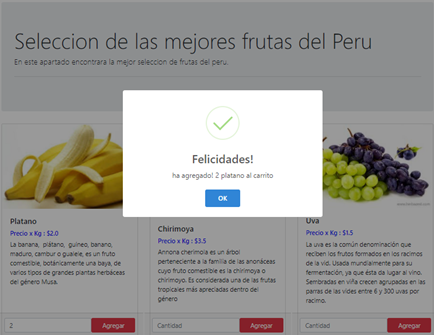 Seleccion de las mejores frutas del Peru
En este apartado encontrara la mejor seleccion de frutas del peru.
Felicidades!
ha agregado! 2 platano al carrito
OK
Platano
Precio x Kg : $2.0
La banana, plátano, guineo, banano,
maduro, cambur o gualele, es un fruto
comestible, botánicamente una baya, de
varios tipos de grandes plantas herbáceas
del género Musa.
2
Agregar
Chirimoya
Precio x Kg : $3.5
Annona cherimola es un árbol
perteneciente a la familia de las anonáceas
cuyo fruto comestible es la chirimoya o
chirimoyo. Es considerada una de las frutas
tropicales más apreciadas dentro del
género
Cantidad
Agregar
Uva
Precio x Kg : $1.5
La uva es la común denominación que
reciben los frutos formados en los racimos
de la vid. Usada mundialmente para su
fermentación, ya que ésta da lugar al vino.
Sembradas en viña crecen agrupadas en las
parras de las vides entre 6 y 300 uvas por
racimo.
Cantidad
Agregar